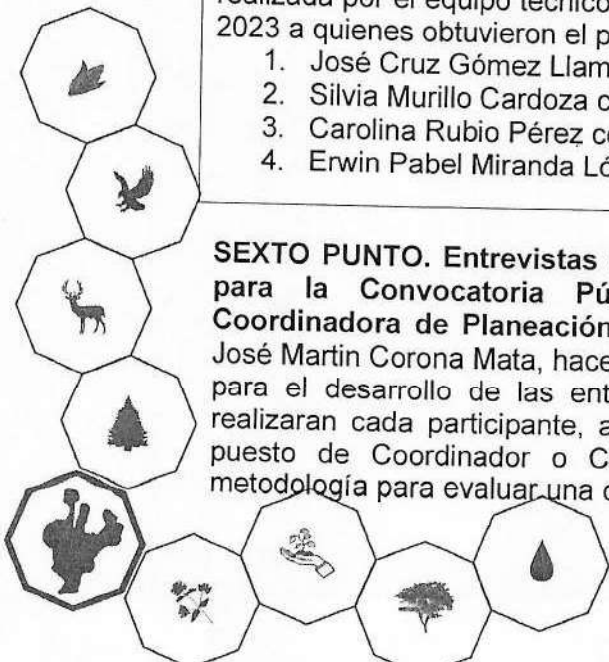 realizada por el equipo técnico
2023 a quienes obtuvieron el p
1. José Cruz Gómez Llam
2. Silvia Murillo Cardoza c
3. Carolina Rubio Pérez c
4. Erwin Pabel Miranda Ló
SEXTO PUNTO. Entrevistas
para la Convocatoria Pú
Coordinadora de Planeación
José Martin Corona Mata, hace
para el desarrollo de las ent
realizaran cada participante, a
puesto de Coordinador o C
metodología para evaluar una c